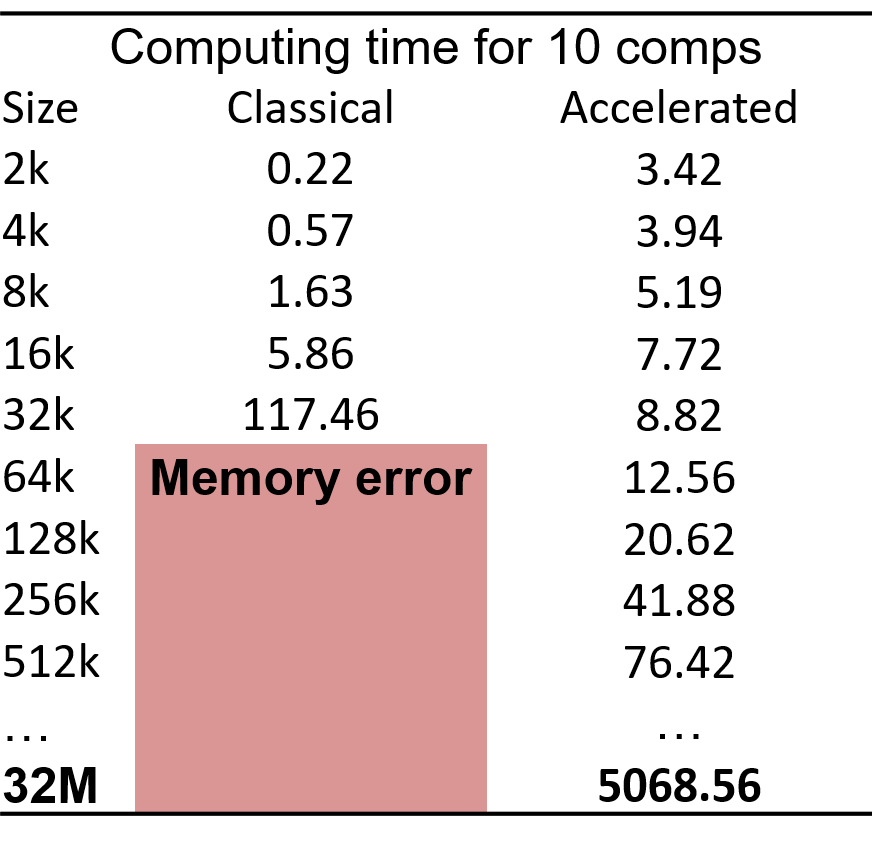 Computing time for 10 comps
Size Classical Accelerated
2k 0.22 3.42
4k 0.57 3.94
8k 1.63 5.19
16k 5.86 7.72
32k 117.46 8.82
64k Memory error 12.56
128k 20.62
256k 41.88
512k 76.42
... ...
32M 5068.56